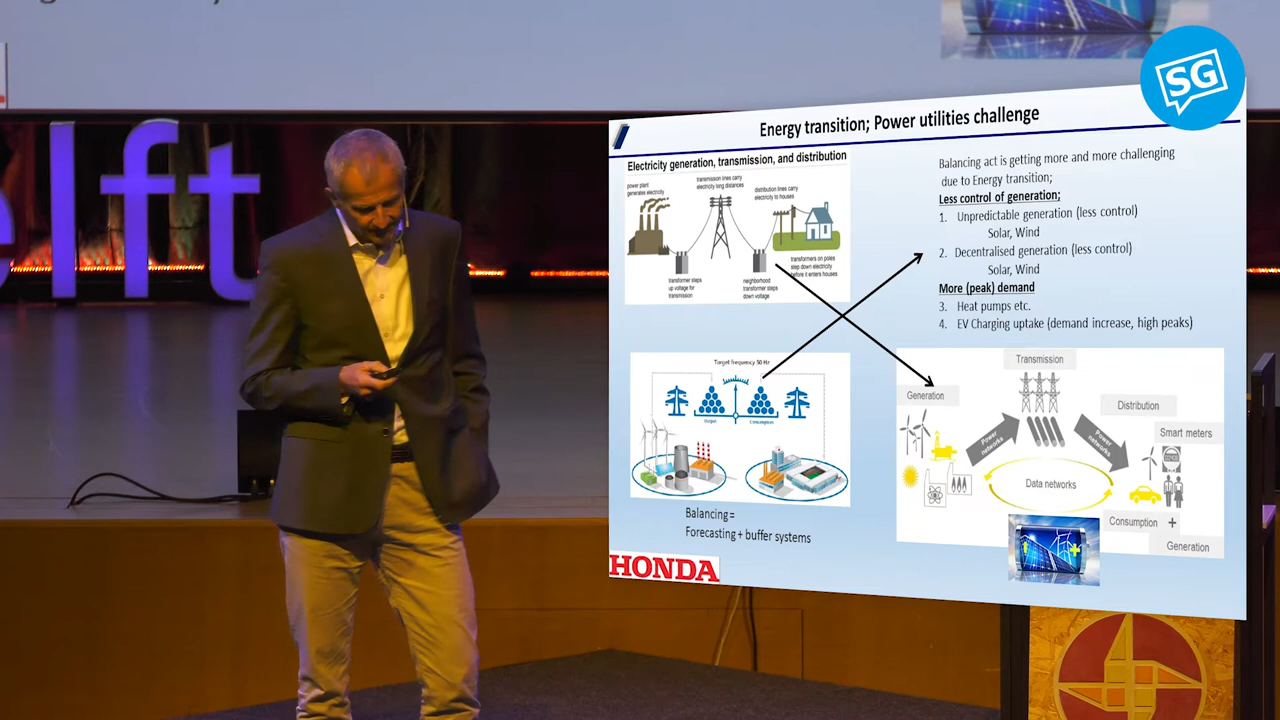 elft
SG
Energy transition; Power utilities challenge
Electricity generation, transmission, and distribution
power plant
generates electricity
transmission lines carry
electricity long distances
distribution lines carry
electricity to houses
transformer steps
up voltage for
transmission
neighborhood
transformer steps
down voltage
transformers on poles
step down electricity
before it enters houses
Balancing act is getting more and more challenging
due to Energy transition;
Less control of generation;
1. Unpredictable generation (less control)
Solar, Wind
2. Decentralised generation (less control)
Solar, Wind
More (peak) demand
3. Heat pumps etc.
4. EV Charging uptake (demand increase, high peaks)
Target frequency 50 Hz
Output
Consumption
Balancing =
Forecasting + buffer systems
Generation
Transmission
Distribution
Smart meters
Power
networks
Power
networks
Data networks
Consumption +
Generation
HONDA